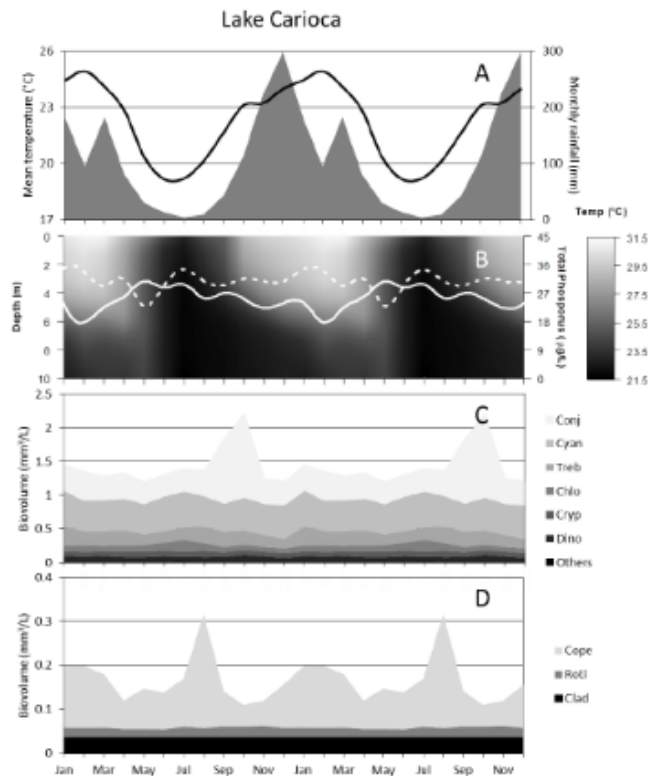 Lake Carioca
26
23
20
17
Mean temperature (°C)
A
300
200
100
0
Monthly rainfall (mm)
0
2
4
6
8
10
Depth (m)
B
45
36
27
18
9
0
Total Phosporus (µg/L)
Temp (°C)
31.5
29.5
27.5
25.5
23.5
21.5
2.5
2
1.5
1
0.5
0
Biovolume (mm³/L)
C
Conj
Cyan
Treb
Chlo
Cryp
Dino
Others
0.4
0.3
0.2
0.1
0
Biovolume (mm³/L)
D
Cope
Roti
Clad
Jan Mar May Jul Sep Nov Jan Mar May Jul Sep Nov